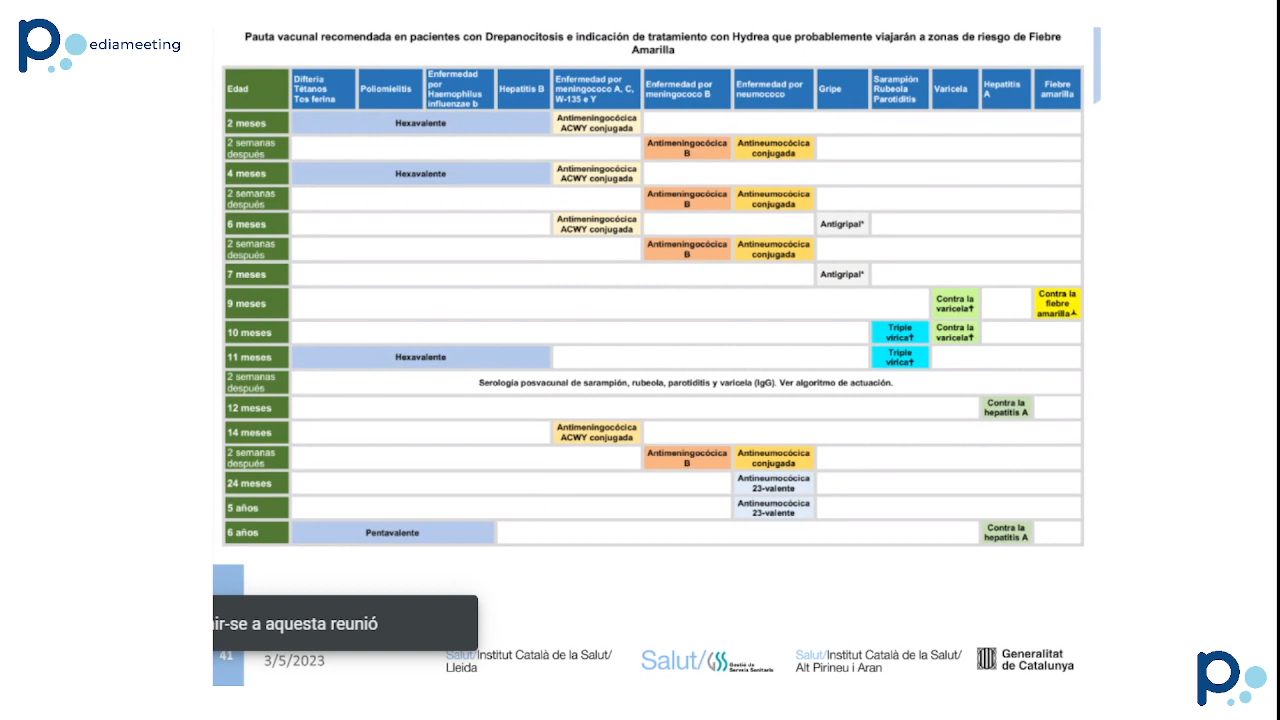 ediameeting
Pauta vacunal recomendada en pacientes con Drepanocitosis e indicación de tratamiento con Hydrea que probablemente viajarán a zonas de riesgo de Fiebre
Amarilla
Edad
Difteria
Tétanos
Tos ferina
Poliomielitis
Enfermedad
por
Haemophilus
influenzae b
Hepatitis B
Enfermedad por
meningococo A, C,
W-135 e Y
Enfermedad por
meningococo B
Enfermedad por
neumococo
Gripe
Sarampión
Rubeola
Parotiditis
Varicela
Hepatitis
A
Fiebre
amarilla
2 meses
Hexavalente
Antimeningocócica
ACWY conjugada
2 semanas
después
Antimeningocócica
B
Antineumocócica
conjugada
4 meses
Hexavalente
Antimeningocócica
ACWY conjugada
2 semanas
después
Antimeningocócica
B
Antineumocócica
conjugada
6 meses
Antimeningocócica
ACWY conjugada
Antigripal*
2 semanas
después
Antimeningocócica
B
Antineumocócica
conjugada
7 meses
Antigripal*
9 meses
Contra la
varicela†
Contra la
fiebre
amarilla⅄
10 meses
Triple
vírica†
Contra la
varicela†
11 meses
Hexavalente
Triple
vírica†
2 semanas
después
Serología posvacunal de sarampión, rubeola, parotiditis y varicela (IgG). Ver algoritmo de actuación.
12 meses
Contra la
hepatitis A
14 meses
Antimeningocócica
ACWY conjugada
2 semanas
después
Antimeningocócica
B
Antineumocócica
conjugada
24 meses
Antineumocócica
23-valente
5 años
Antineumocócica
23-valente
6 años
Pentavalente
Contra la
hepatitis A
ir-se a aquesta reunió
41
3/5/2023
Salut/Institut Català de la Salut/
Lleida
Salut/GSS Gestió de
Serveis Sanitaris
Salut/Institut Català de la Salut/
Alt Pirineu i Aran
Generalitat
de Catalunya